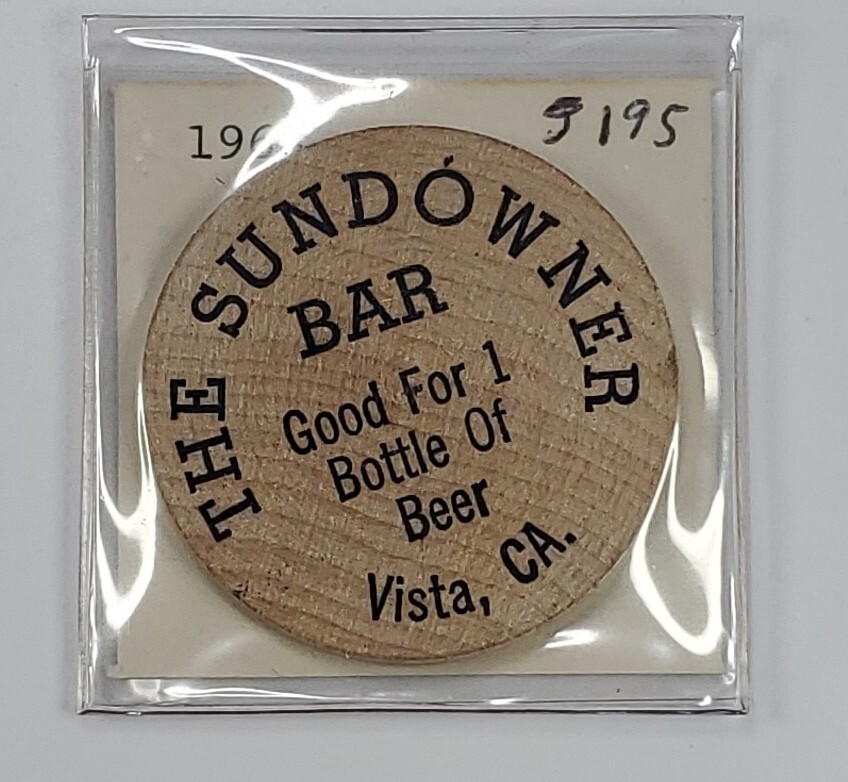 $195
THE SUNDOWNER
BAR
Good For 1
Bottle Of
Beer
Vista, CA.